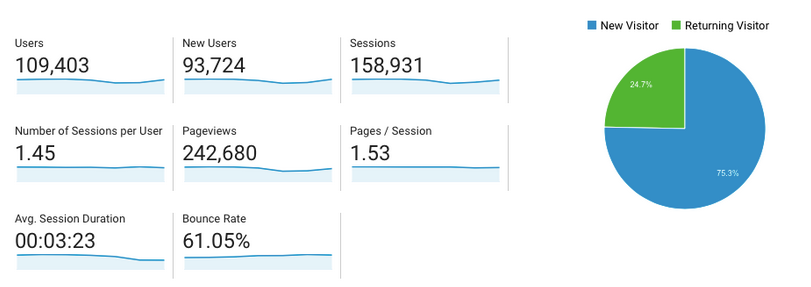 New Visitor
Returning Visitor
Users
109,403
New Users
93,724
Sessions
158,931
Number of Sessions per User
1.45
Pageviews
242,680
Pages / Session
1.53
Avg. Session Duration
00:03:23
Bounce Rate
61.05%
24.7%
75.3%